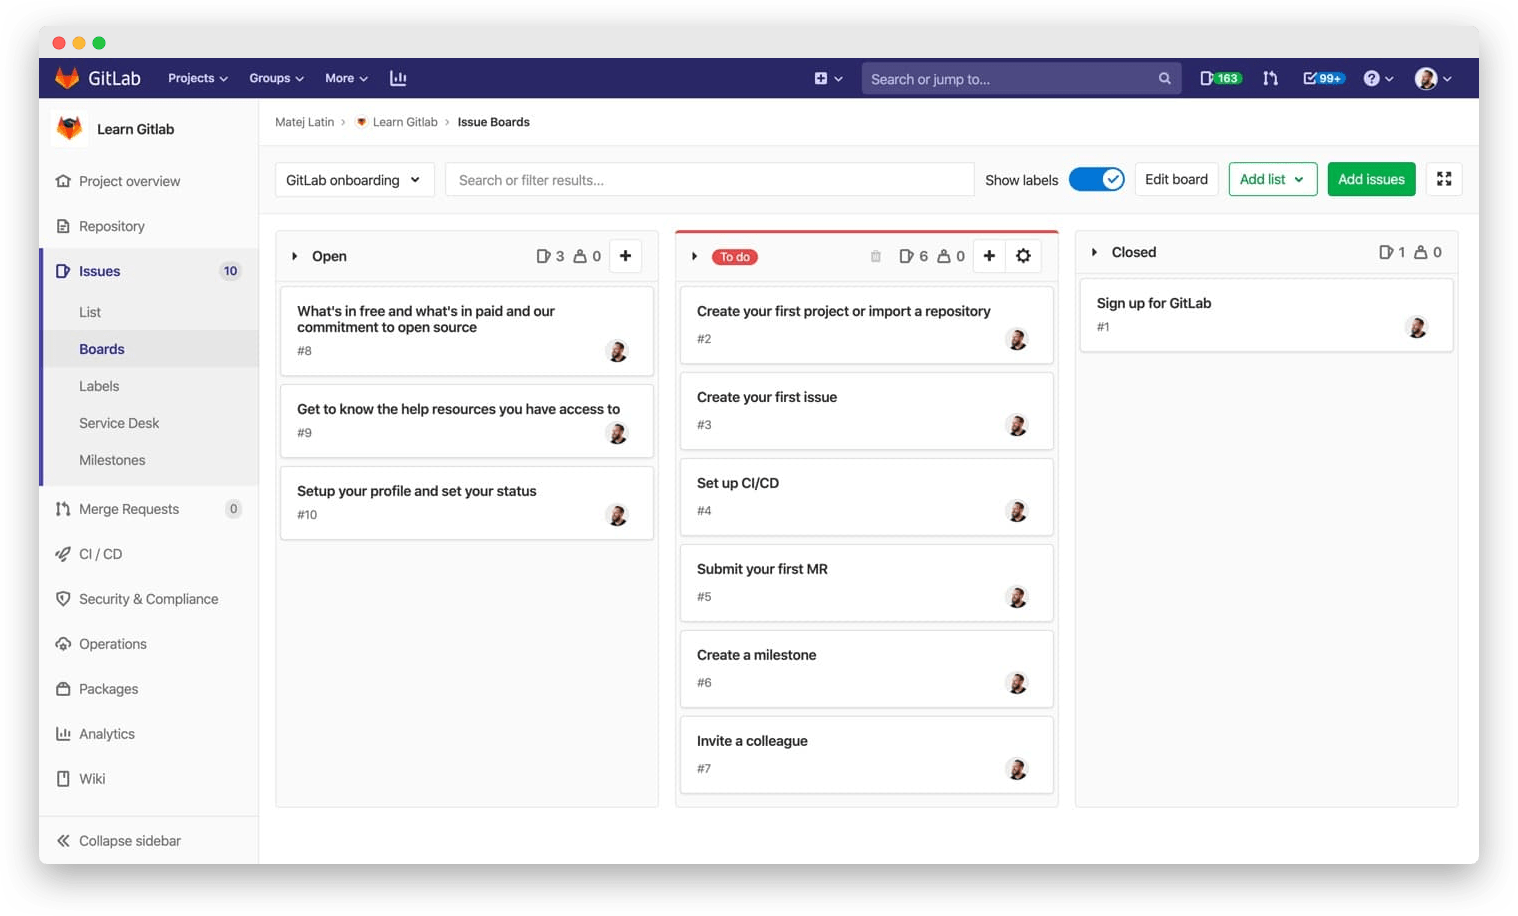 GitLab
Projects
Groups
More
Search or jump to...
163
99+
Learn Gitlab
Project overview
Repository
Issues
10
List
Boards
Labels
Service Desk
Milestones
Merge Requests
0
CI / CD
Security & Compliance
Operations
Packages
Analytics
Wiki
Collapse sidebar
Matej Latin › Learn Gitlab › Issue Boards
GitLab onboarding
Search or filter results...
Show labels
Edit board
Add list
Add issues
Open
3
0
What's in free and what's in paid and our
commitment to open source
#8
Get to know the help resources you have access to
#9
Setup your profile and set your status
#10
To do
6
0
Create your first project or import a repository
#2
Create your first issue
#3
Set up CI/CD
#4
Submit your first MR
#5
Create a milestone
#6
Invite a colleague
#7
Closed
1
0
Sign up for GitLab
#1